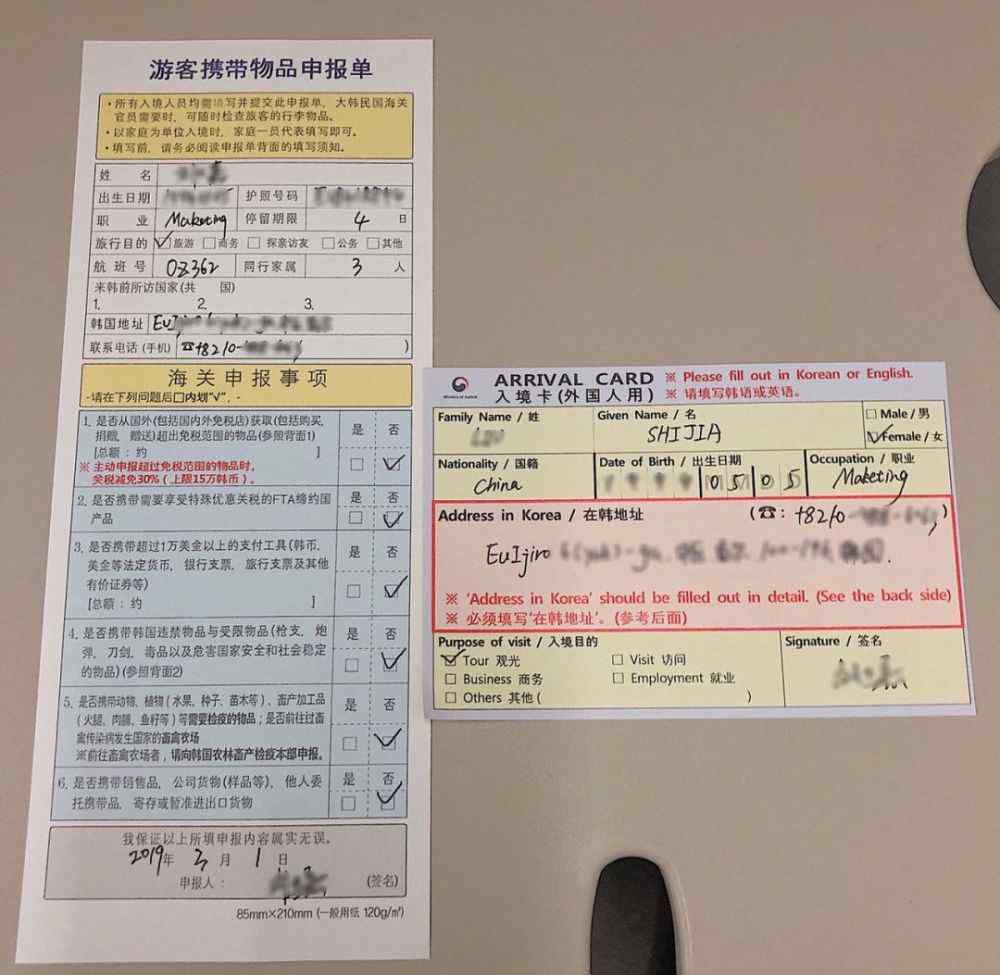 游客携带物品申报单
·所有入境人员均需填写并提交此申报单，大韩民国海关
官员需要时，可随时检查旅客的行李物品。
·以家庭为单位入境时，家庭一员代表填写即可。
·填写前，请务必阅读申报单背面的填写须知。
姓 名
出生日期 护照号码
职 业 Maketing 停留期限 4 日
旅行目的 ☑旅游 □商务 □探亲访友 □公务 □其他
航班号 OZ362 同行家属 3 人
来韩前所访国家(共 国)
1. 2. 3.
韩国地址 EuIjiro
联系电话(手机) ☎+8210- )
海关申报事项
-请在下列问题后□内划"V"。-
1. 是否从国外(包括国内外免税店)获取(包括购买、 是 否
捐赠、赠送)超出免税范围的物品(参照背面1)
[总额：约 ] □ ☑
※ 主动申报超过免税范围的物品时，
关税减免30%（上限15万韩币）。
2. 是否携带需要享受特殊优惠关税的FTA缔约国 是 否
产品 □ ☑
3. 是否携带超过1万美金以上的支付工具(韩币、 是 否
美金等法定货币，银行支票，旅行支票及其他
有价证券等) □ ☑
[总额：约 ]
4. 是否携带韩国违禁物品与受限物品(枪支，炮 是 否
弹，刀剑，毒品以及危害国家安全和社会稳定
的物品)(参照背面2) □ ☑
5. 是否携带动物、植物(水果、种子、苗木等)、畜产加工品 是 否
(火腿、肉脯、鱼籽等)等需要检疫的物品；是否前往过畜
禽传染病发生国家的畜禽农场 □ ☑
※前往畜禽农场者，请向韩国农林畜产检疫本部申报。
6. 是否携带销售品，公司货物(样品等)，他人委 是 否
托携带品，寄存或暂准进出口货物 □ ☑
我保证以上所填申报内容属实无误。
2019年 3 月 1 日
申报人： (签名)
85mm×210mm (一般用纸 120g/㎡)
ARRIVAL CARD ※ Please fill out in Korean or English.
入境卡(外国人用) ※ 请填写韩语或英语。
Family Name / 姓 Given Name / 名 □ Male / 男
SHIJIA ☑Female / 女
Nationality / 国籍 Date of Birth / 出生日期 Occupation / 职业
China 0 5 0 5 Maketing
Address in Korea / 在韩地址 (☎: +8210- )
EuIjiro
※ 'Address in Korea' should be filled out in detail. (See the back side)
※ 必须填写'在韩地址'。(参考后面)
Purpose of visit / 入境目的 Signature / 签名
☑ Tour 观光 □ Visit 访问
□ Business 商务 □ Employment 就业
□ Others 其他 ( )